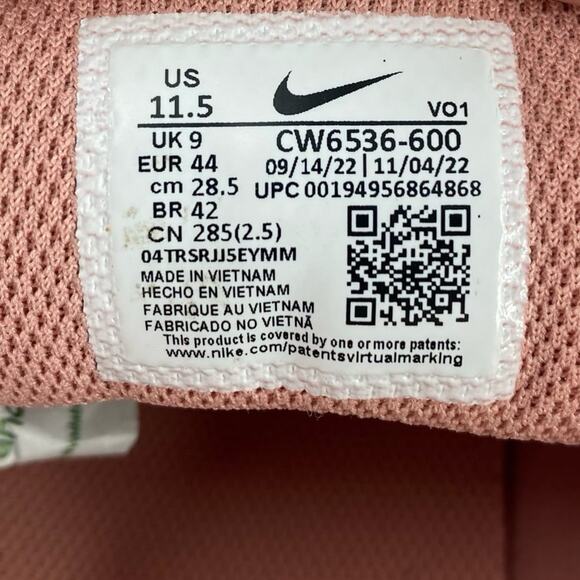 US
11.5
VO1
UK 9
CW6536-600
EUR 44
09/14/22 | 11/04/22
cm 28.5
UPC 00194956864868
BR 42
CN 285(2.5)
04TRSRJJ5EYMM
MADE IN VIETNAM
HECHO EN VIETNAM
FABRIQUE AU VIETNAM
FABRICADO NO VIETNÃ
This product is covered by one or more patents:
www.nike.com/patentsvirtualmarking